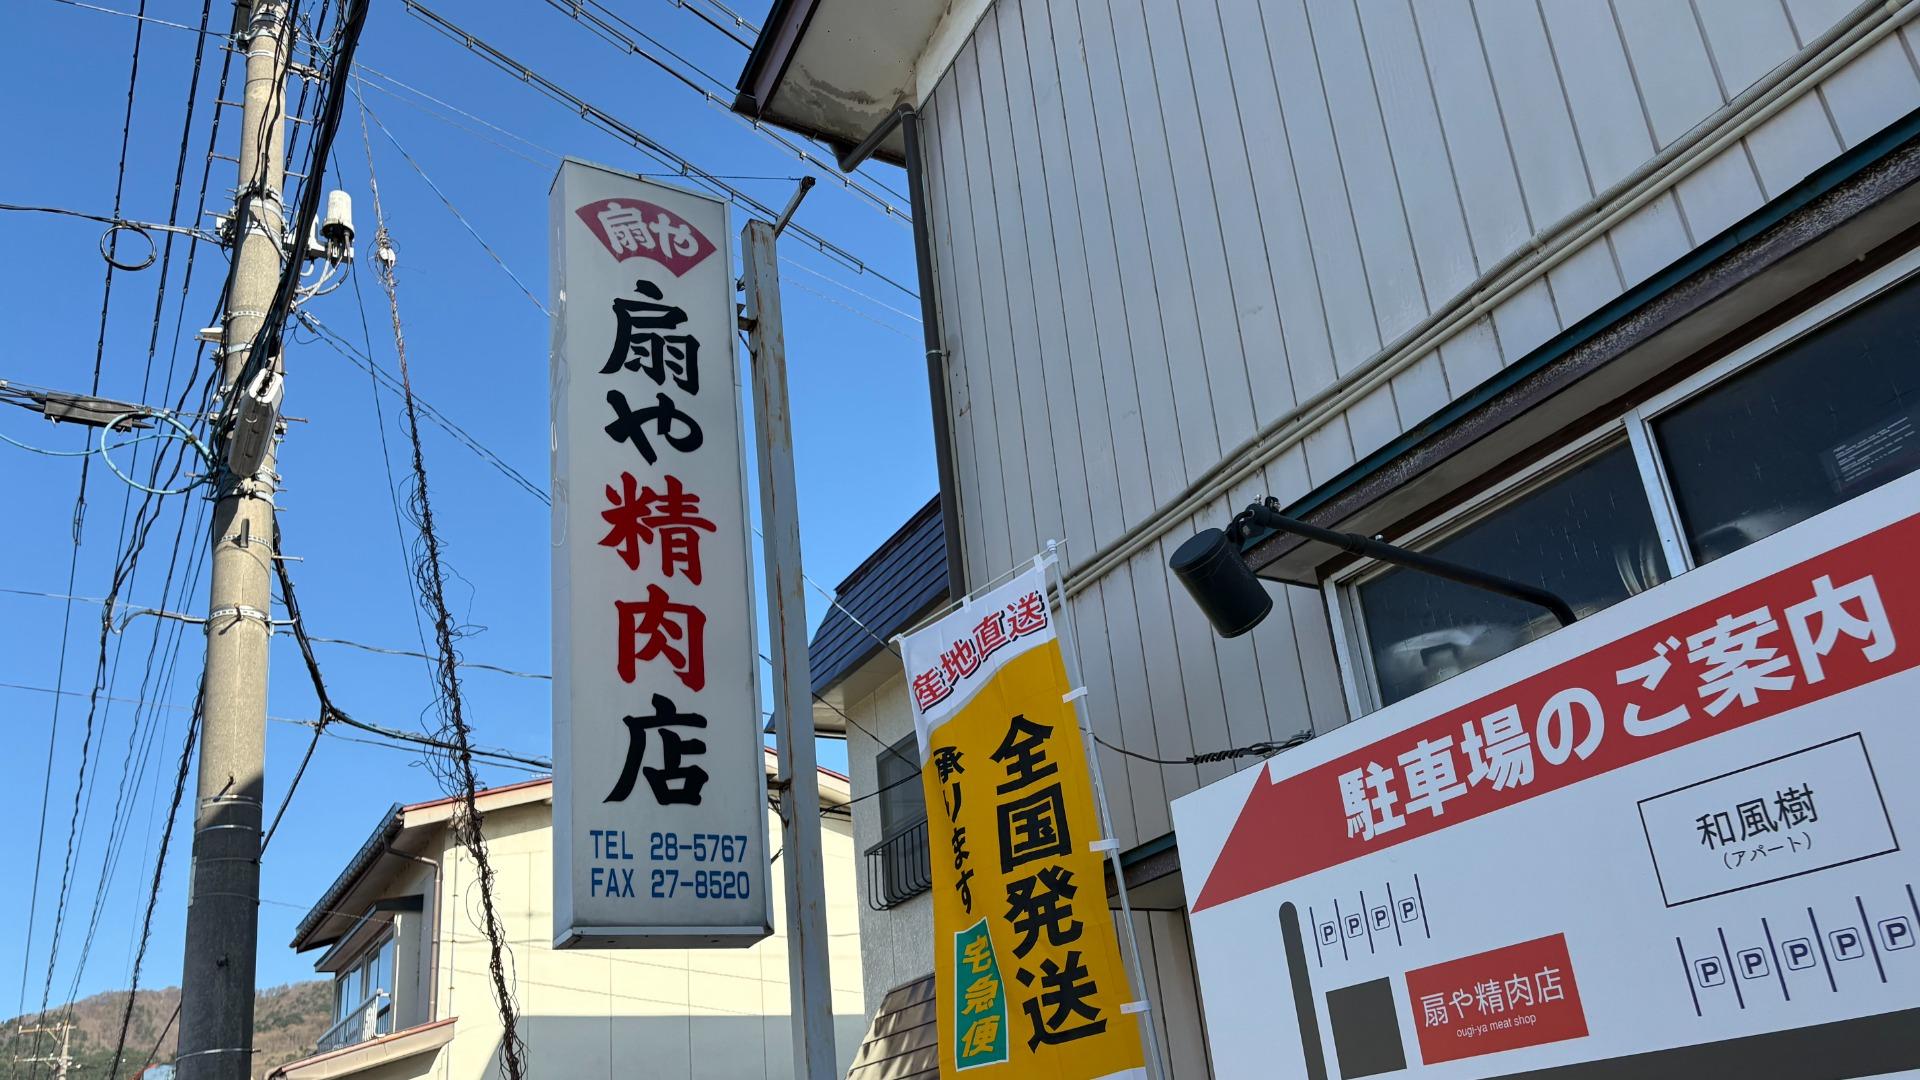 扇や
扇や精肉店
TEL 28-5767
FAX 27-8520
産地直送
全国発送
承ります
宅急便
駐車場のご案内
和風樹
(アパート)
P P P P
扇や精肉店
ougi-ya meat shop
P P P P P